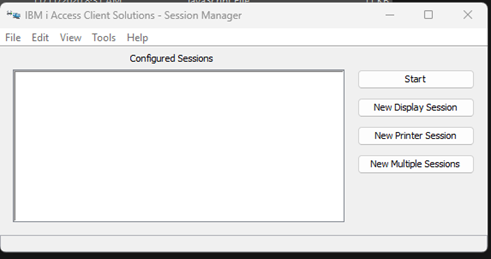 IBM i Access Client Solutions - Session Manager
File Edit View Tools Help
Configured Sessions
Start
New Display Session
New Printer Session
New Multiple Sessions